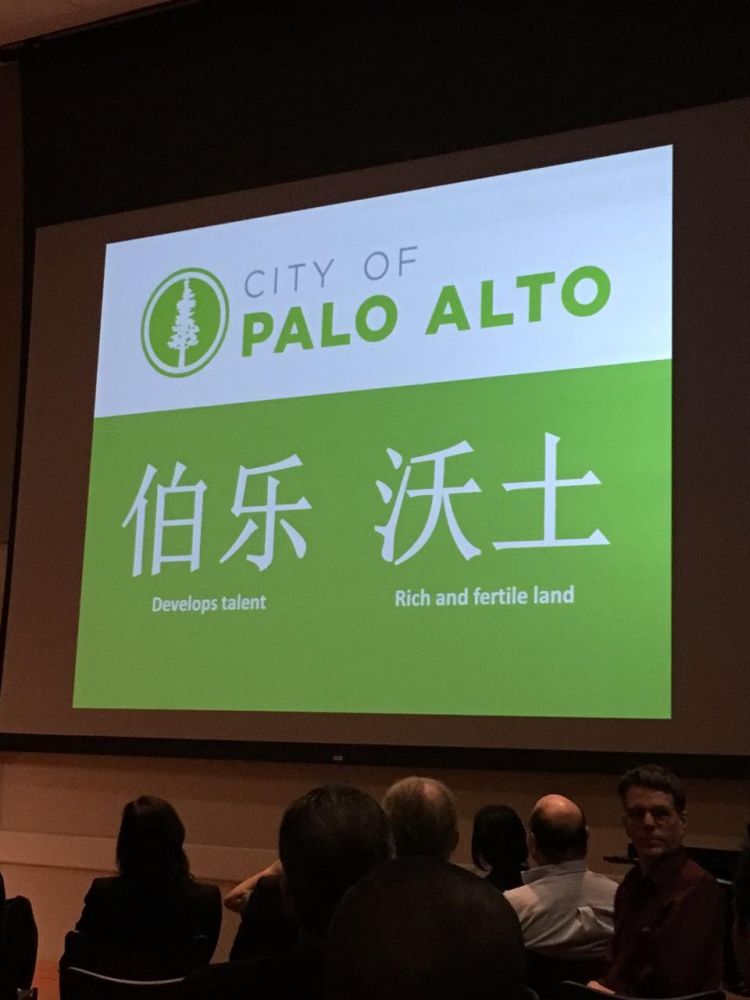 CITY OF
PALO ALTO
伯乐 沃土
Develops talent Rich and fertile land